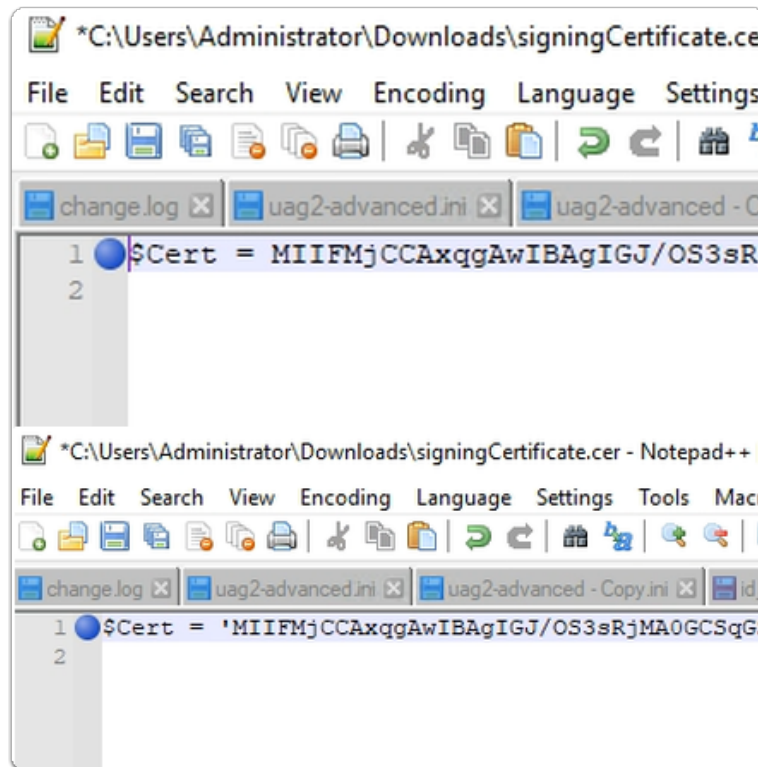 *C:\Users\Administrator\Downloads\signingCertificate.ce
File Edit Search View Encoding Language Settings
change.log uag2-advanced.ini uag2-advanced - C
1 $Cert = MIIFMjCCAxqgAwIBAgIGJ/OS3sR
2
*C:\Users\Administrator\Downloads\signingCertificate.cer - Notepad++
File Edit Search View Encoding Language Settings Tools Mac
change.log uag2-advanced.ini uag2-advanced - Copy.ini id
1 $Cert = 'MIIFMjCCAxqgAwIBAgIGJ/OS3sRjMA0GCSqG
2